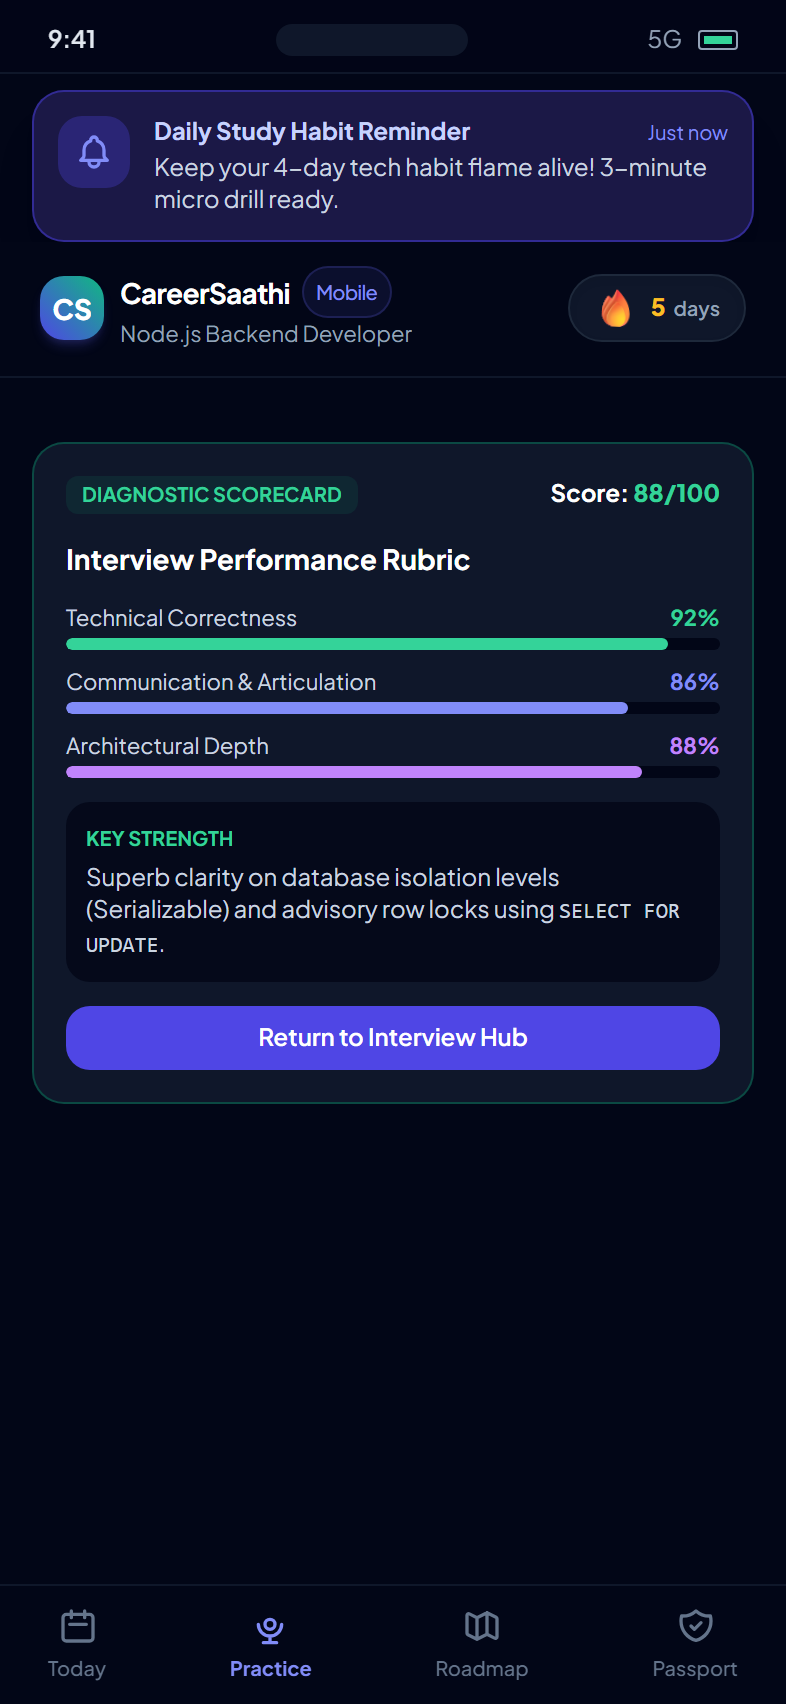 9:41
5G
Daily Study Habit Reminder
Just now
Keep your 4-day tech habit flame alive! 3-minute
micro drill ready.
CS
CareerSaathi
Mobile
Node.js Backend Developer
5 days
DIAGNOSTIC SCORECARD
Score: 88/100
Interview Performance Rubric
Technical Correctness
92%
Communication & Articulation
86%
Architectural Depth
88%
KEY STRENGTH
Superb clarity on database isolation levels
(Serializable) and advisory row locks using SELECT FOR
UPDATE.
Return to Interview Hub
Today
Practice
Roadmap
Passport